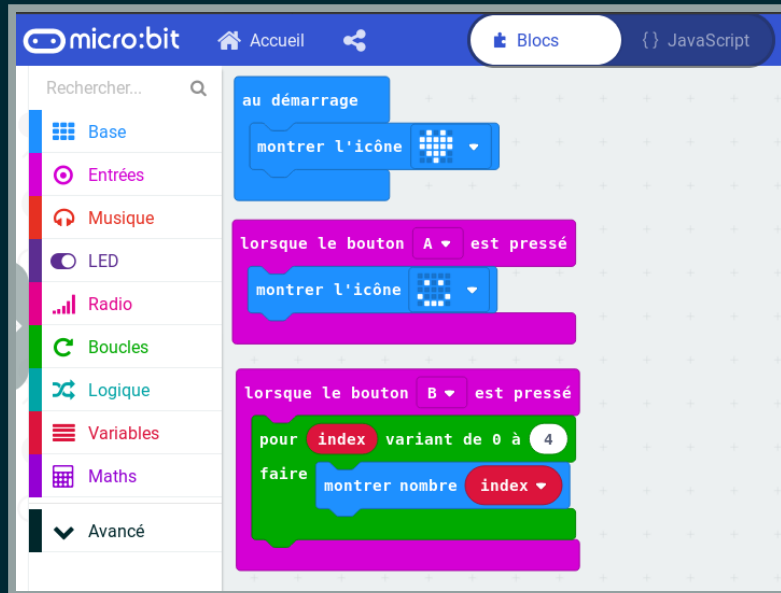 micro:bit Accueil Blocs {} JavaScript
Rechercher...
Base
Entrées
Musique
LED
Radio
Boucles
Logique
Variables
Maths
Avancé
au démarrage
montrer l'icône
lorsque le bouton A est pressé
montrer l'icône
lorsque le bouton B est pressé
pour index variant de 0 à 4
faire
montrer nombre index